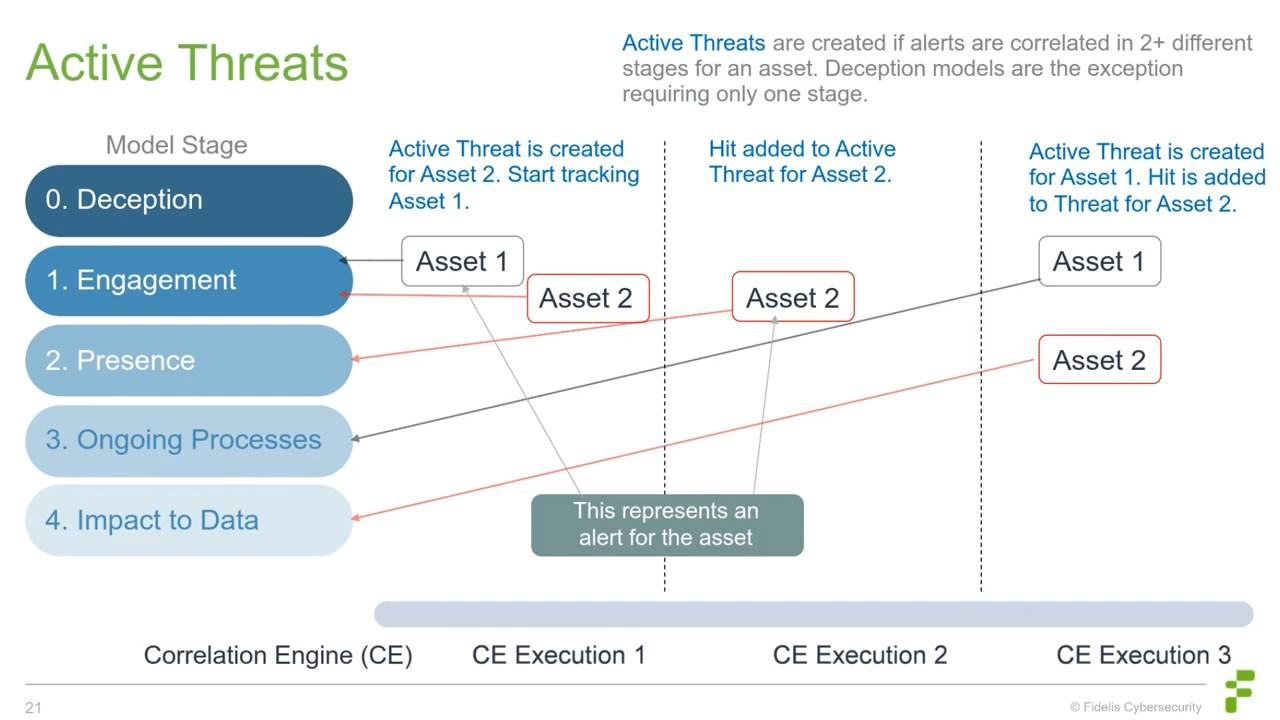 Active Threats
Active Threats are created if alerts are correlated in 2+ different
stages for an asset. Deception models are the exception
requiring only one stage.
Model Stage
0. Deception
1. Engagement
2. Presence
3. Ongoing Processes
4. Impact to Data
Active Threat is created
for Asset 2. Start tracking
Asset 1.
Hit added to Active
Threat for Asset 2.
Active Threat is created
for Asset 1. Hit is added
to Threat for Asset 2.
Asset 1
Asset 2
Asset 2
Asset 1
Asset 2
This represents an
alert for the asset
Correlation Engine (CE)
CE Execution 1
CE Execution 2
CE Execution 3
21
© Fidelis Cybersecurity